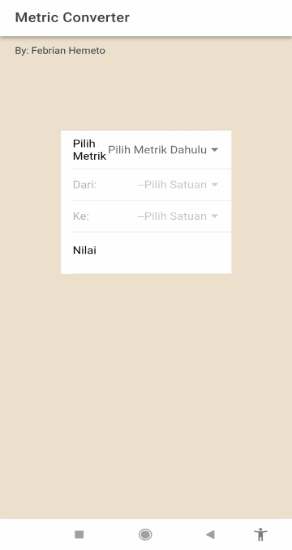 Metric Converter
By: Febrian Hemeto
Pilih Metrik Pilih Metrik Dahulu
Dari: --Pilih Satuan
Ke: --Pilih Satuan
Nilai